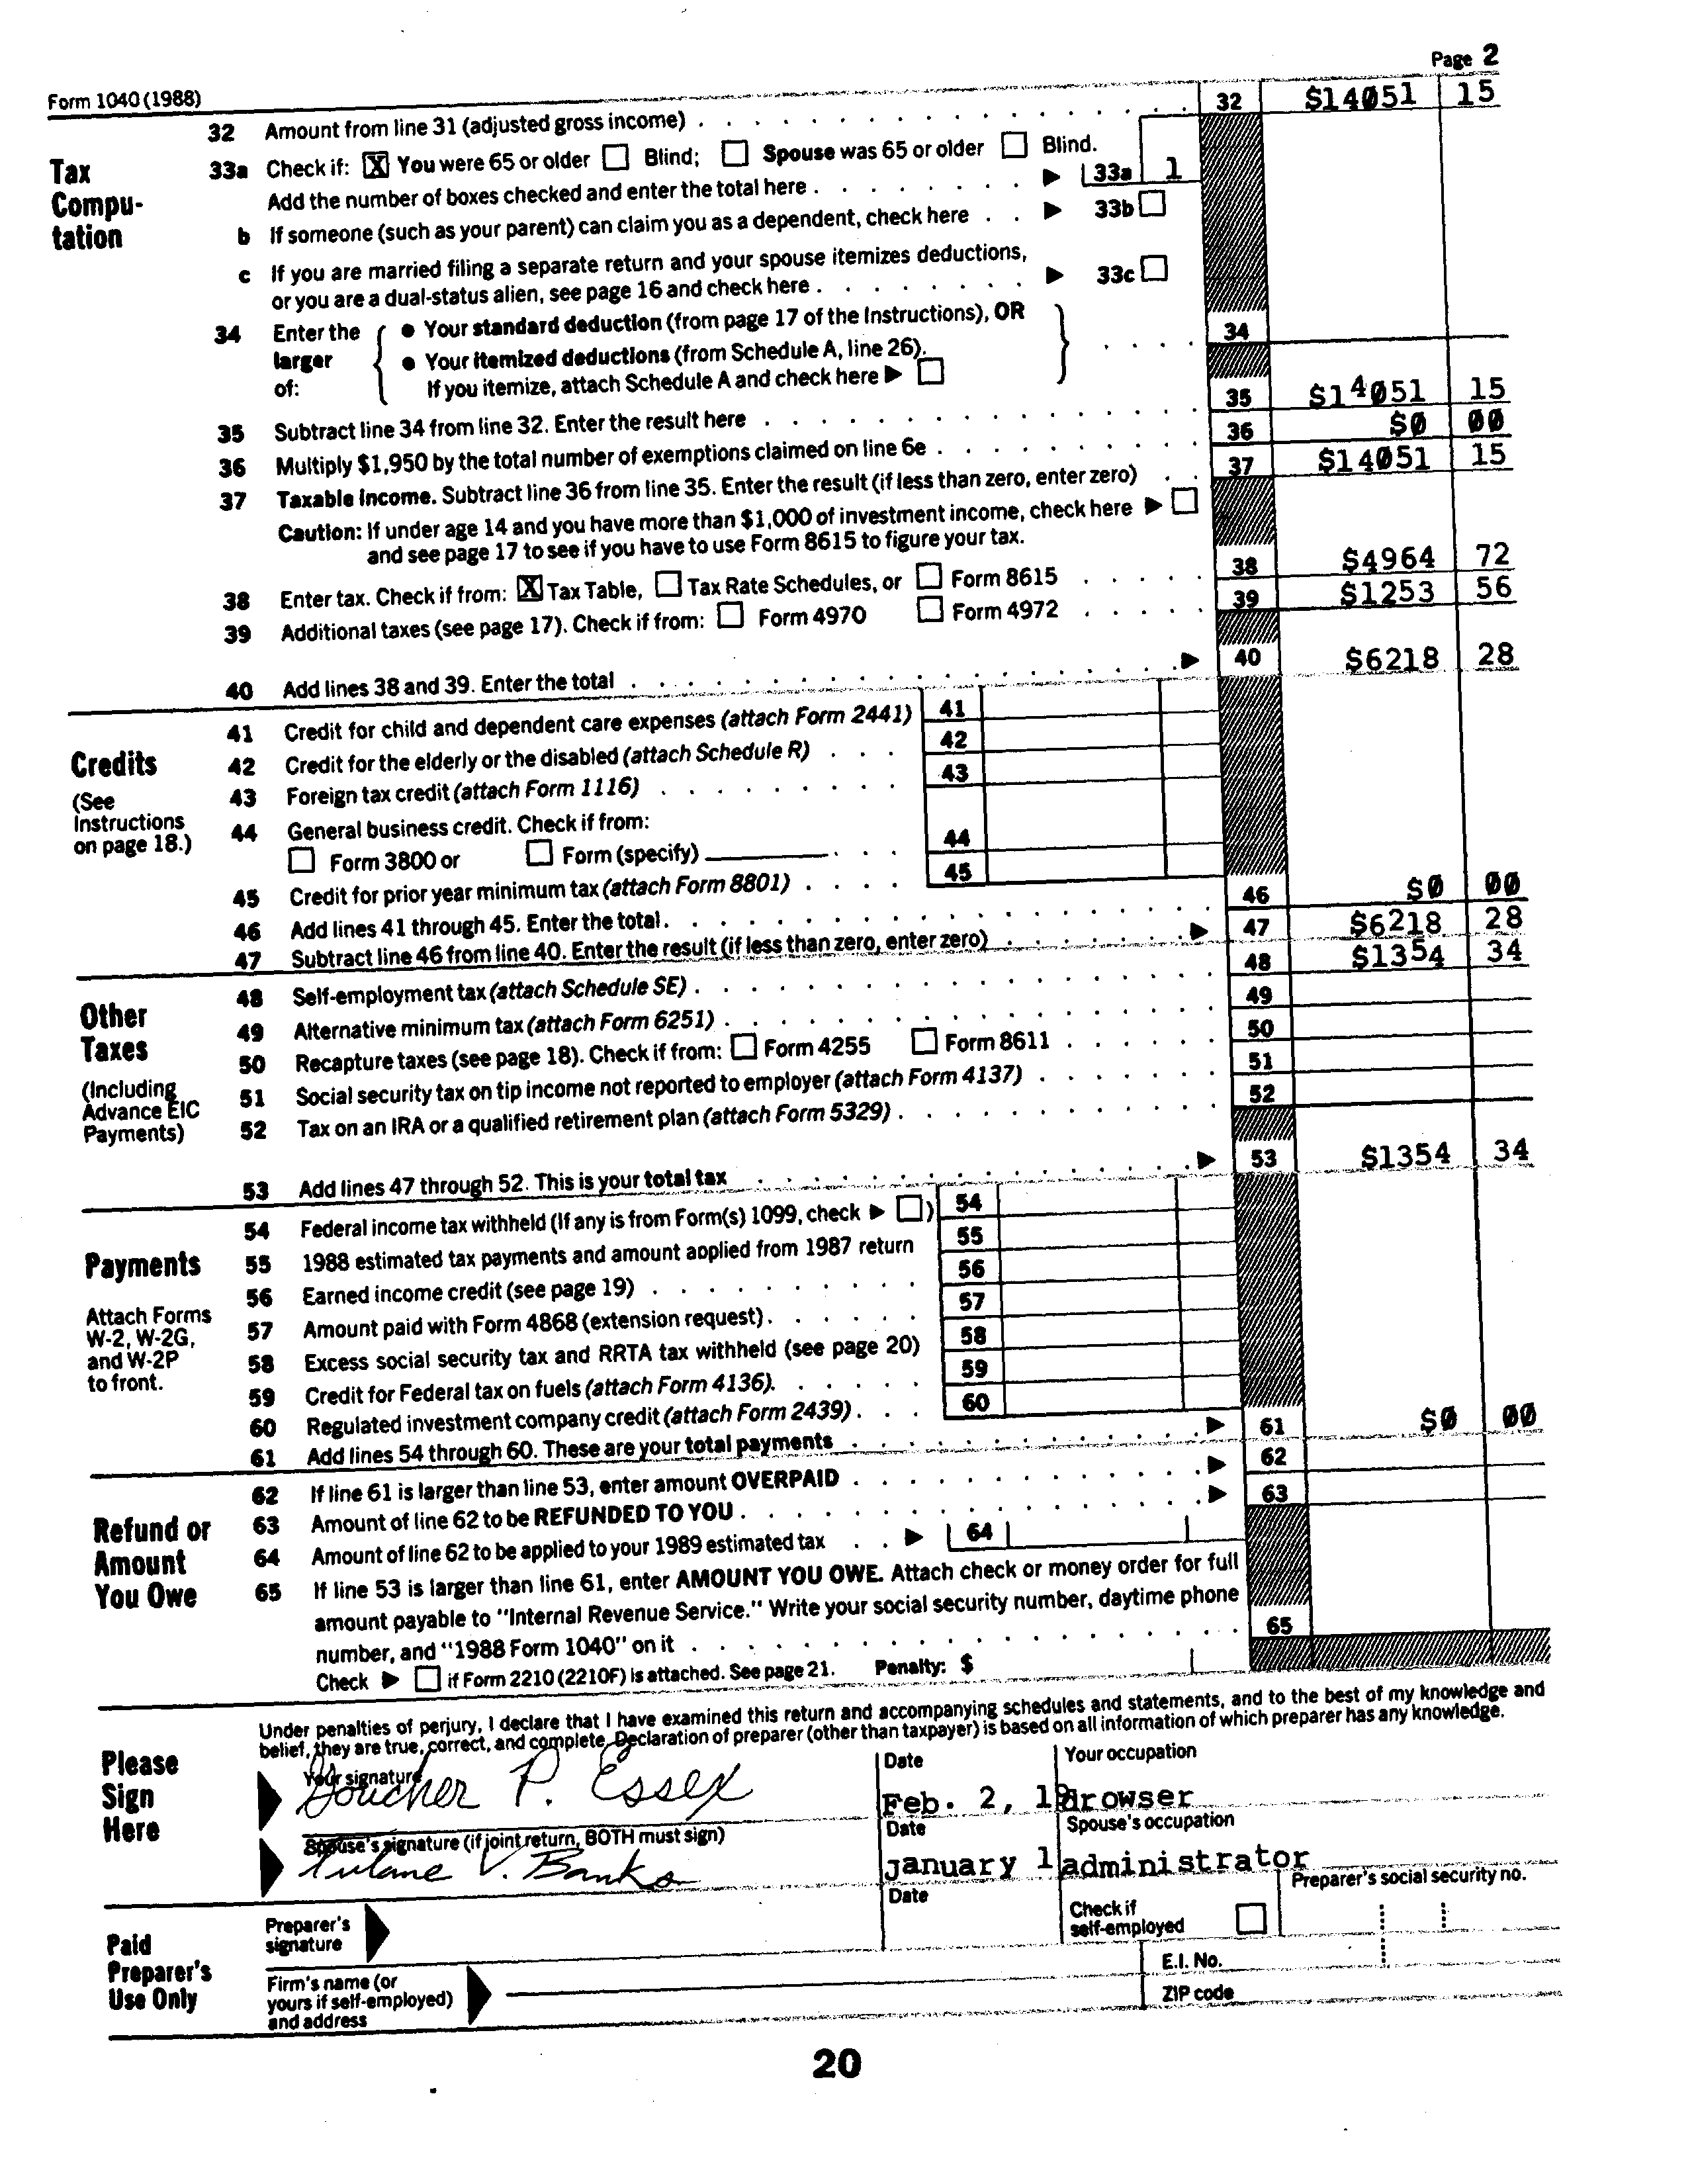 Form 1040 (1988) Page 2
32 Amount from line 31 (adjusted gross income) . . . 32 $14051 15
Tax Compu-tation
33a Check if: [X] You were 65 or older [ ] Blind; [ ] Spouse was 65 or older [ ] Blind.
Add the number of boxes checked and enter the total here . . . ▶ 33a 1
b If someone (such as your parent) can claim you as a dependent, check here . . ▶ 33b [ ]
c If you are married filing a separate return and your spouse itemizes deductions,
or you are a dual-status alien, see page 16 and check here . . . ▶ 33c [ ]
34 Enter the larger of: { ● Your standard deduction (from page 17 of the Instructions), OR
● Your itemized deductions (from Schedule A, line 26).
If you itemize, attach Schedule A and check here ▶ [ ] } . . . 34
35 Subtract line 34 from line 32. Enter the result here . . . 35 $14051 15
36 Multiply $1,950 by the total number of exemptions claimed on line 6e . . . 36 $0 00
37 Taxable income. Subtract line 36 from line 35. Enter the result (if less than zero, enter zero) . . 37 $14051 15
Caution: If under age 14 and you have more than $1,000 of investment income, check here ▶ [ ]
and see page 17 to see if you have to use Form 8615 to figure your tax.
38 Enter tax. Check if from: [X] Tax Table, [ ] Tax Rate Schedules, or [ ] Form 8615 . . . 38 $4964 72
39 Additional taxes (see page 17). Check if from: [ ] Form 4970 [ ] Form 4972 . . . 39 $1253 56
40 Add lines 38 and 39. Enter the total . . . ▶ 40 $6218 28
Credits
(See Instructions on page 18.)
41 Credit for child and dependent care expenses (attach Form 2441) 41
42 Credit for the elderly or the disabled (attach Schedule R) . . . 42
43 Foreign tax credit (attach Form 1116) . . . 43
44 General business credit. Check if from:
[ ] Form 3800 or [ ] Form (specify) . . . 44
45 Credit for prior year minimum tax (attach Form 8801) . . . 45
46 Add lines 41 through 45. Enter the total . . . 46 $0 00
47 Subtract line 46 from line 40. Enter the result (if less than zero, enter zero) . . . ▶ 47 $6218 28
Other Taxes
(Including Advance EIC Payments)
48 Self-employment tax (attach Schedule SE) . . . 48 $1354 34
49 Alternative minimum tax (attach Form 6251) . . . 49
50 Recapture taxes (see page 18). Check if from: [ ] Form 4255 [ ] Form 8611 . . . 50
51 Social security tax on tip income not reported to employer (attach Form 4137) . . . 51
52 Tax on an IRA or a qualified retirement plan (attach Form 5329) . . . 52
53 Add lines 47 through 52. This is your total tax . . . ▶ 53 $1354 34
Payments
Attach Forms W-2, W-2G, and W-2P to front.
54 Federal income tax withheld (If any is from Form(s) 1099, check ▶ [ ]) 54
55 1988 estimated tax payments and amount applied from 1987 return 55
56 Earned income credit (see page 19) . . . 56
57 Amount paid with Form 4868 (extension request) . . . 57
58 Excess social security tax and RRTA tax withheld (see page 20) 58
59 Credit for Federal tax on fuels (attach Form 4136). . . . 59
60 Regulated investment company credit (attach Form 2439) . . . 60
61 Add lines 54 through 60. These are your total payments . . . ▶ 61 $0 00
Refund or Amount You Owe
62 If line 61 is larger than line 53, enter amount OVERPAID . . . ▶ 62
63 Amount of line 62 to be REFUNDED TO YOU . . . ▶ 63
64 Amount of line 62 to be applied to your 1989 estimated tax . . ▶ 64
65 If line 53 is larger than line 61, enter AMOUNT YOU OWE. Attach check or money order for full
amount payable to "Internal Revenue Service." Write your social security number, daytime phone
number, and "1988 Form 1040" on it . . . 65
Check ▶ [ ] if Form 2210 (2210F) is attached. See page 21. Penalty: $
Please Sign Here
Under penalties of perjury, I declare that I have examined this return and accompanying schedules and statements, and to the best of my knowledge and
belief, they are true, correct, and complete. Declaration of preparer (other than taxpayer) is based on all information of which preparer has any knowledge.
Your signature Date Your occupation
Goucher P. Essex Feb. 2, 19 browser
Spouse's signature (if joint return, BOTH must sign) Date Spouse's occupation
Tulane V. Banks January 1 administrator
Paid Preparer's Use Only
Preparer's signature Date Check if self-employed [ ] Preparer's social security no.
Firm's name (or yours if self-employed) and address E.I. No.
ZIP code
20